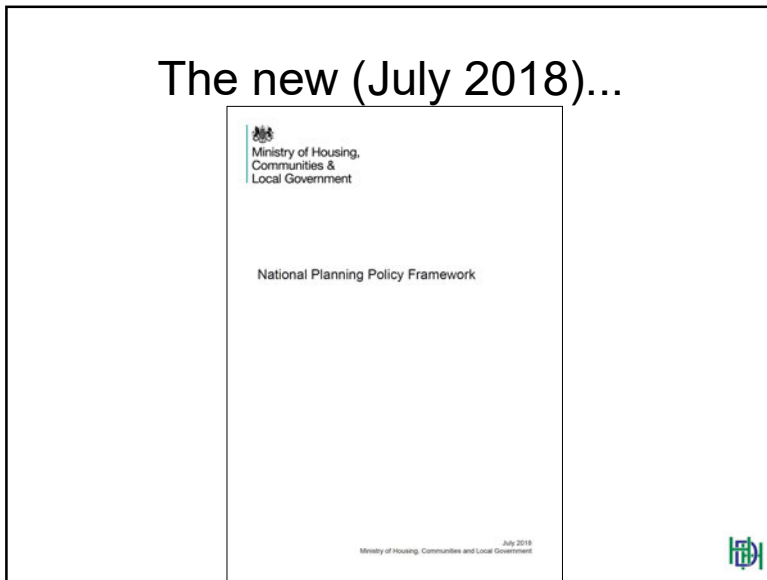 The new (July 2018)...
Ministry of Housing,
Communities &
Local Government
National Planning Policy Framework
July 2018
Ministry of Housing, Communities and Local Government
HDH